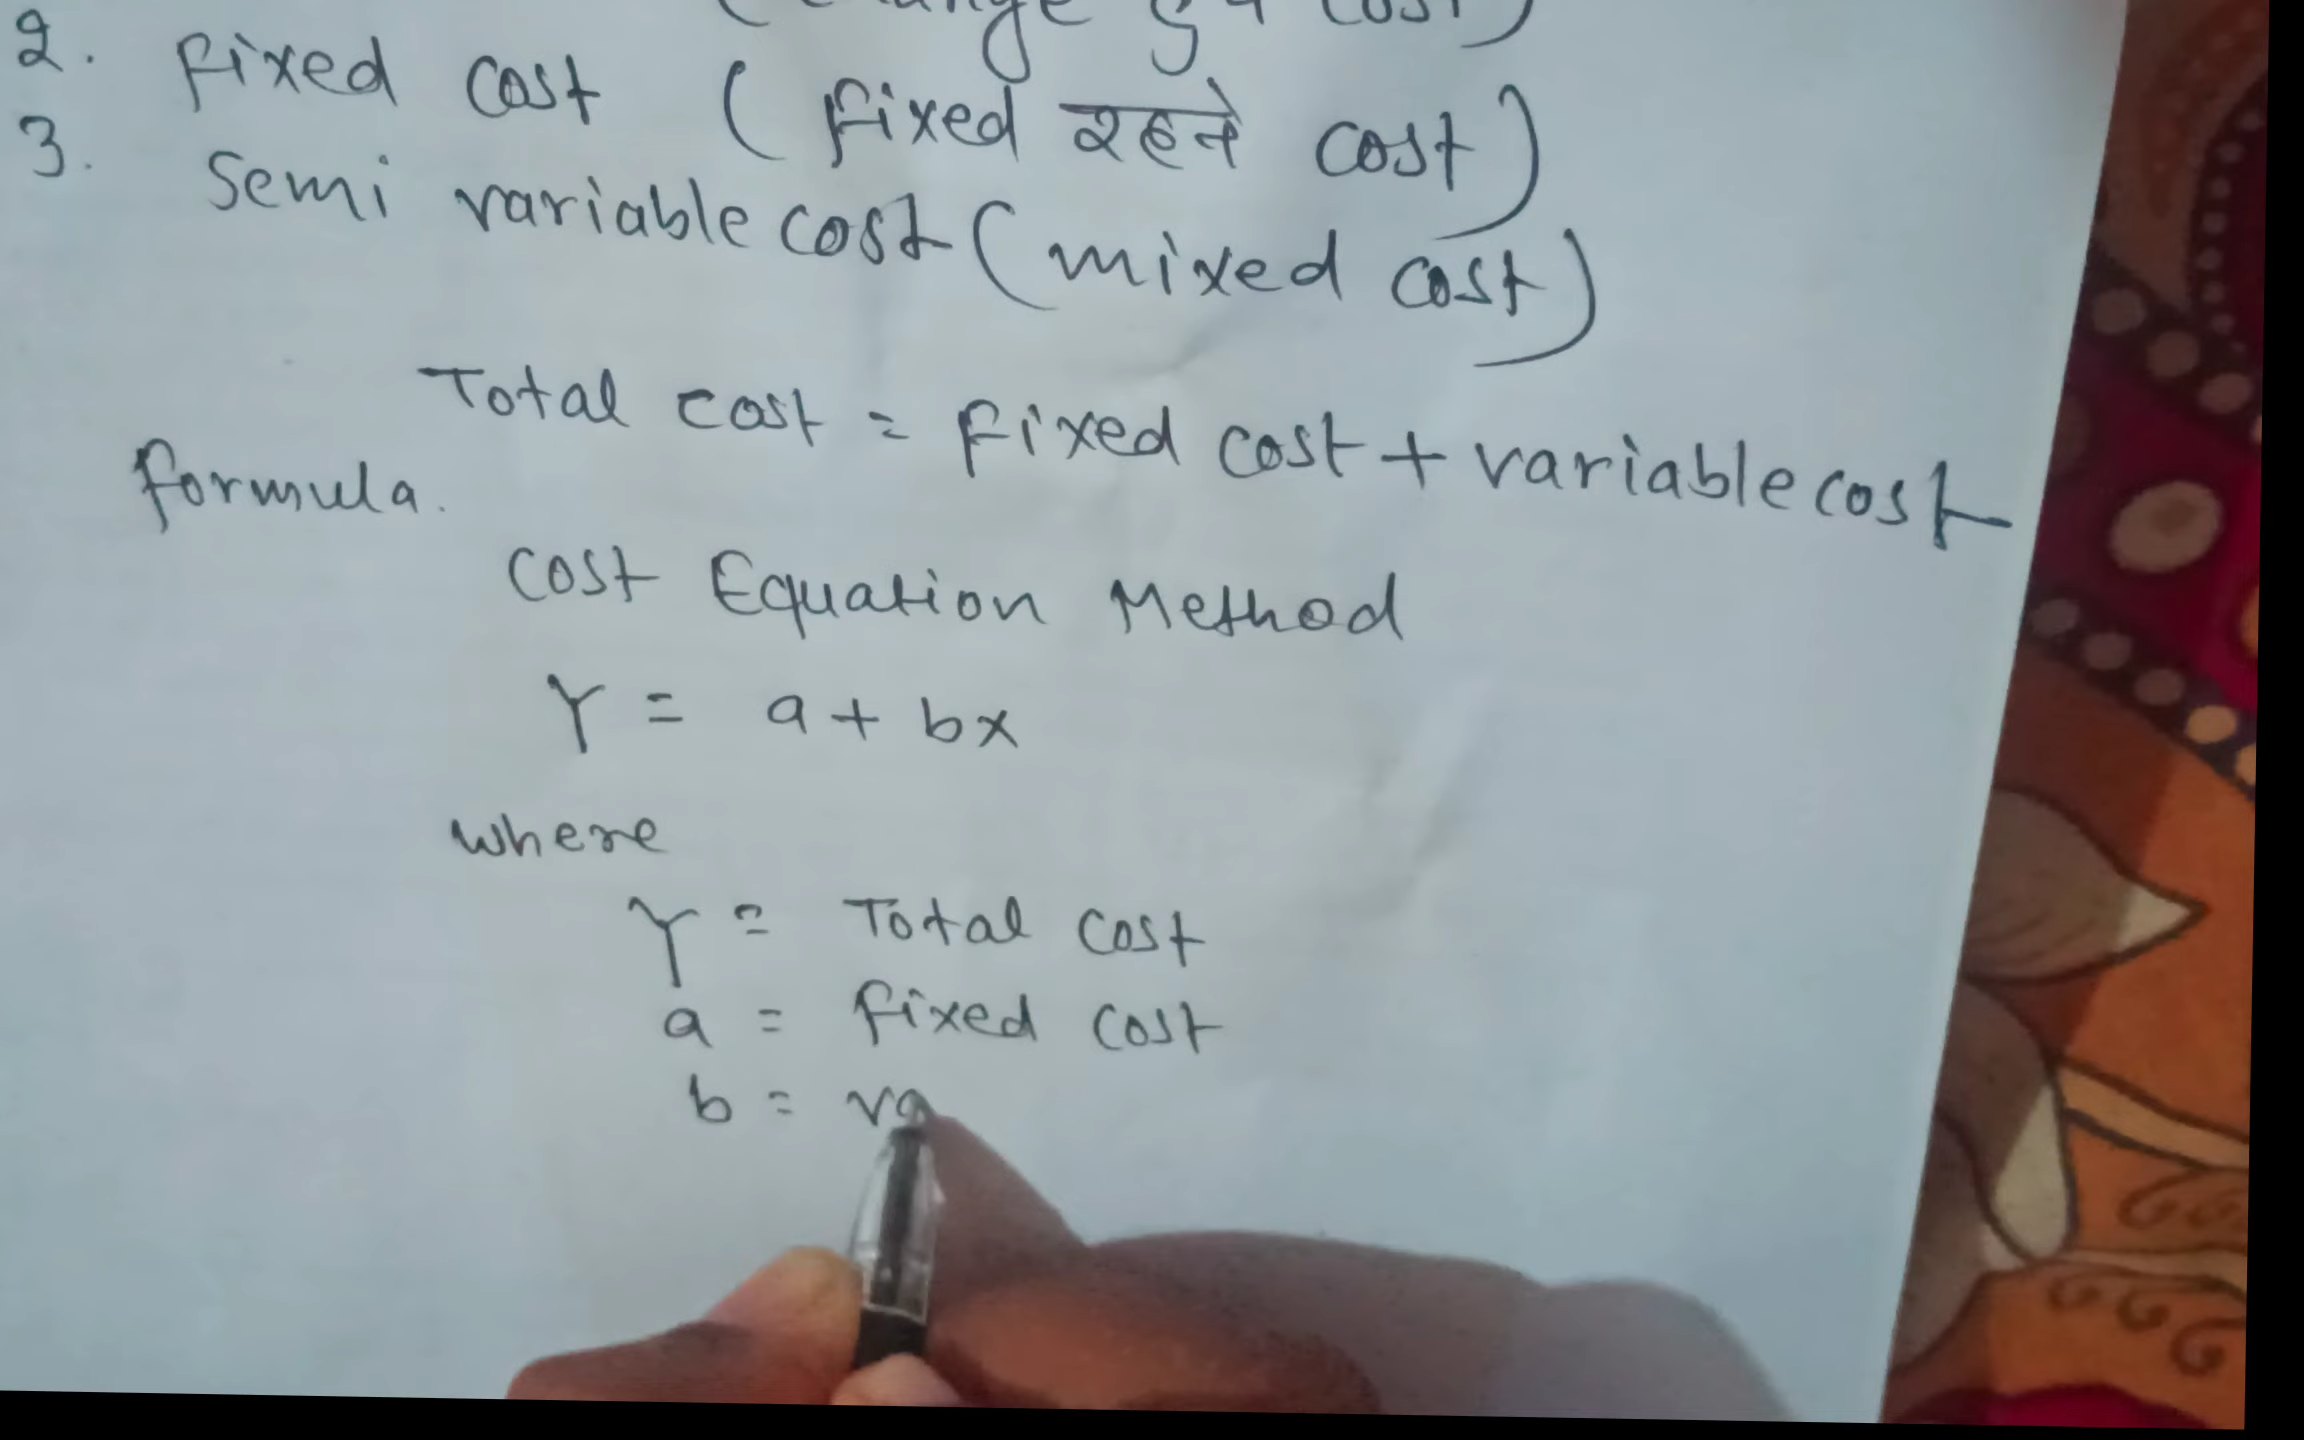 cost)
2. Fixed cost (Fixed रहने cost)
3. Semi variable cost (mixed cost)
Total cost = Fixed cost + variable cost
formula.
Cost Equation Method
Y = a + bx
where
Y = Total cost
a = fixed cost
b = va